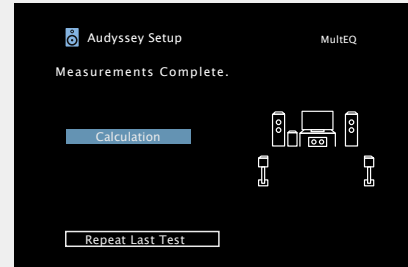 Audyssey Setup
MultEQ
Measurements Complete.
Calculation
Repeat Last Test